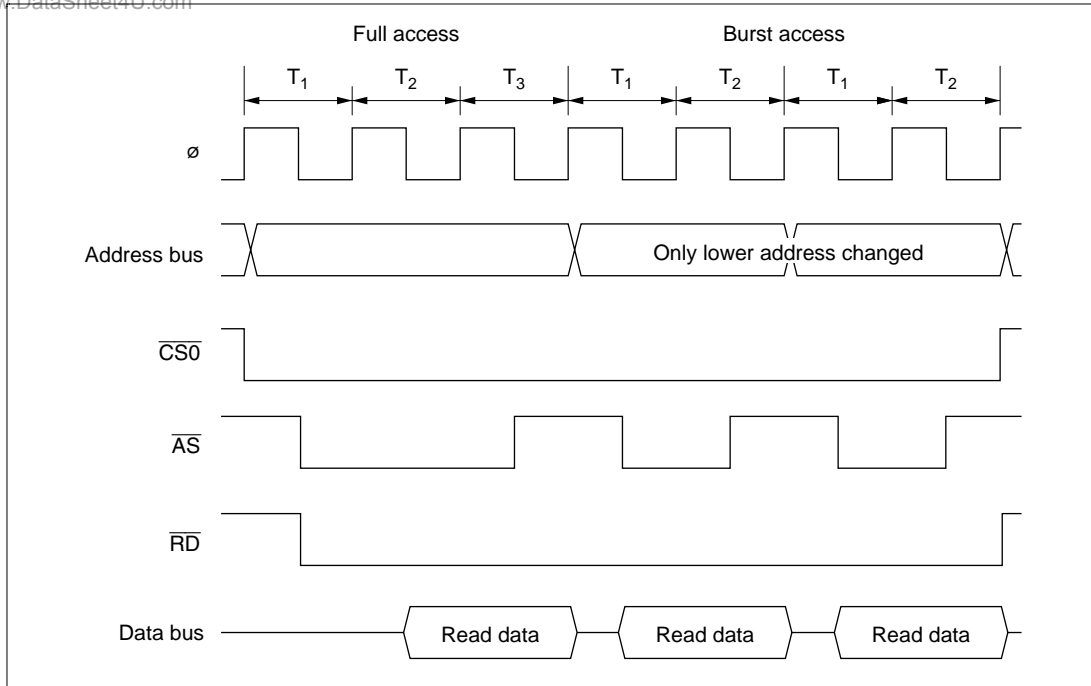 w.DataSheet4U.com
Full access Burst access
T1 T2 T3 T1 T2 T1 T2
ø
Address bus Only lower address changed
CS0
AS
RD
Data bus Read data Read data Read data